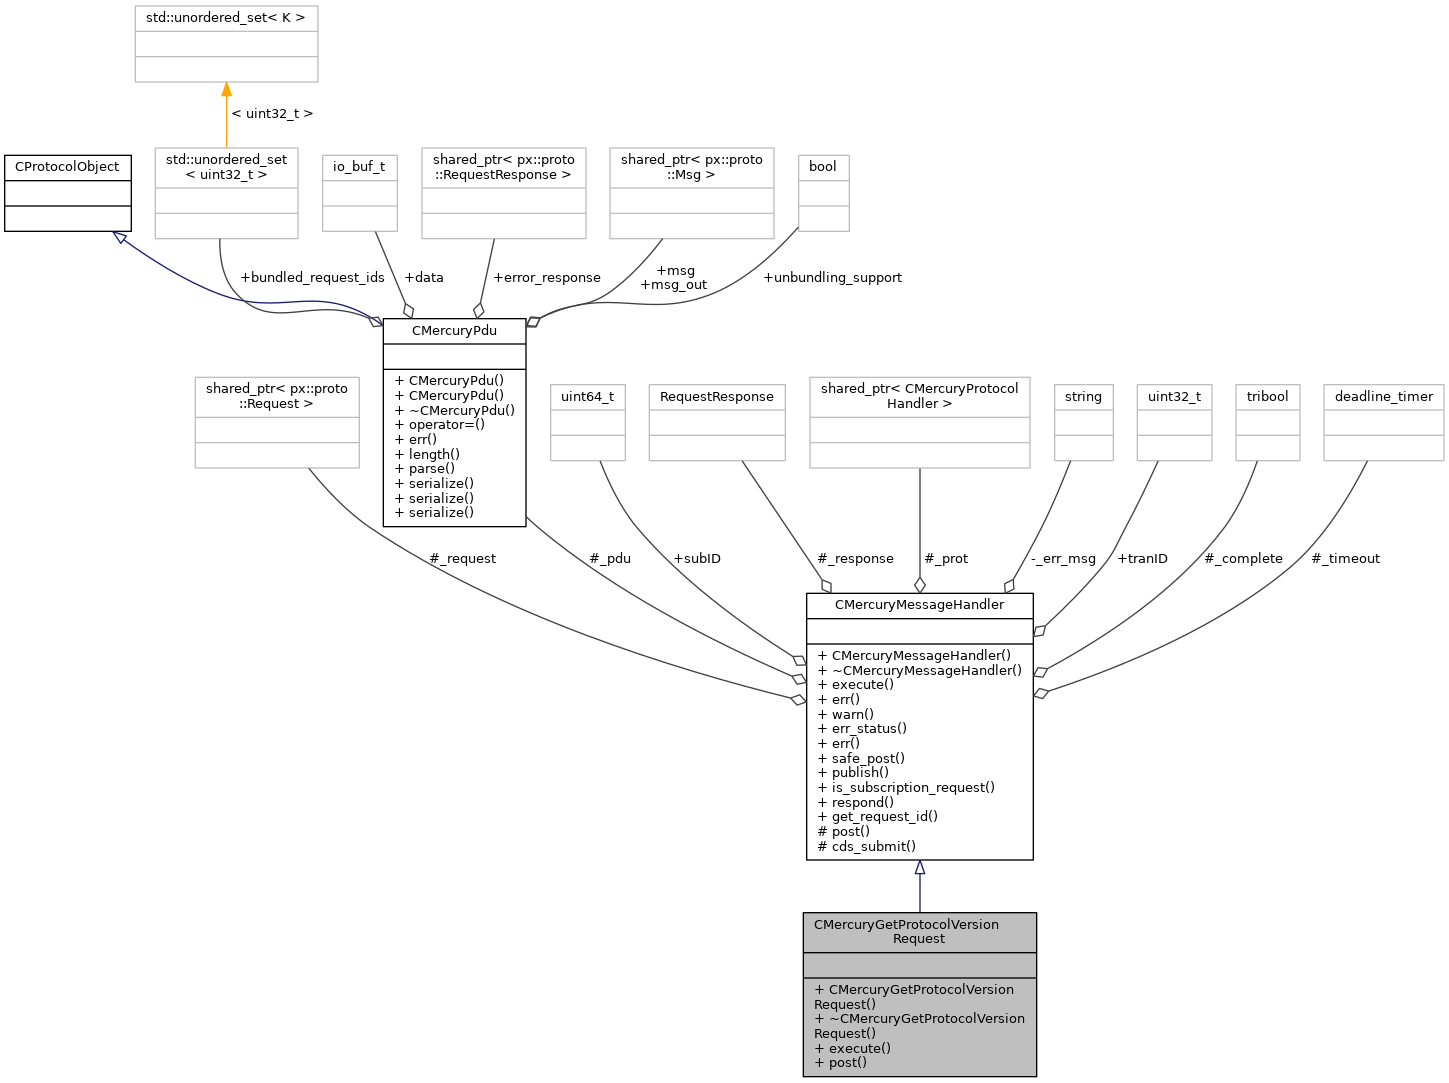 std::unordered_set< K >
< uint32_t >
CProtocolObject
std::unordered_set
< uint32_t >
io_buf_t
shared_ptr< px::proto
::RequestResponse >
shared_ptr< px::proto
::Msg >
bool
+bundled_request_ids
+data
+error_response
+msg
+msg_out
+unbundling_support
CMercuryPdu
+ CMercuryPdu()
+ CMercuryPdu()
+ ~CMercuryPdu()
+ operator=()
+ err()
+ length()
+ parse()
+ serialize()
+ serialize()
+ serialize()
shared_ptr< px::proto
::Request >
uint64_t
RequestResponse
shared_ptr< CMercuryProtocol
Handler >
string
uint32_t
tribool
deadline_timer
#_request
#_pdu
+subID
#_response
#_prot
-_err_msg
+tranID
#_complete
#_timeout
CMercuryMessageHandler
+ CMercuryMessageHandler()
+ ~CMercuryMessageHandler()
+ execute()
+ err()
+ warn()
+ err_status()
+ err()
+ safe_post()
+ publish()
+ is_subscription_request()
+ respond()
+ get_request_id()
# post()
# cds_submit()
CMercuryGetProtocolVersion
Request
+ CMercuryGetProtocolVersion
Request()
+ ~CMercuryGetProtocolVersion
Request()
+ execute()
+ post()